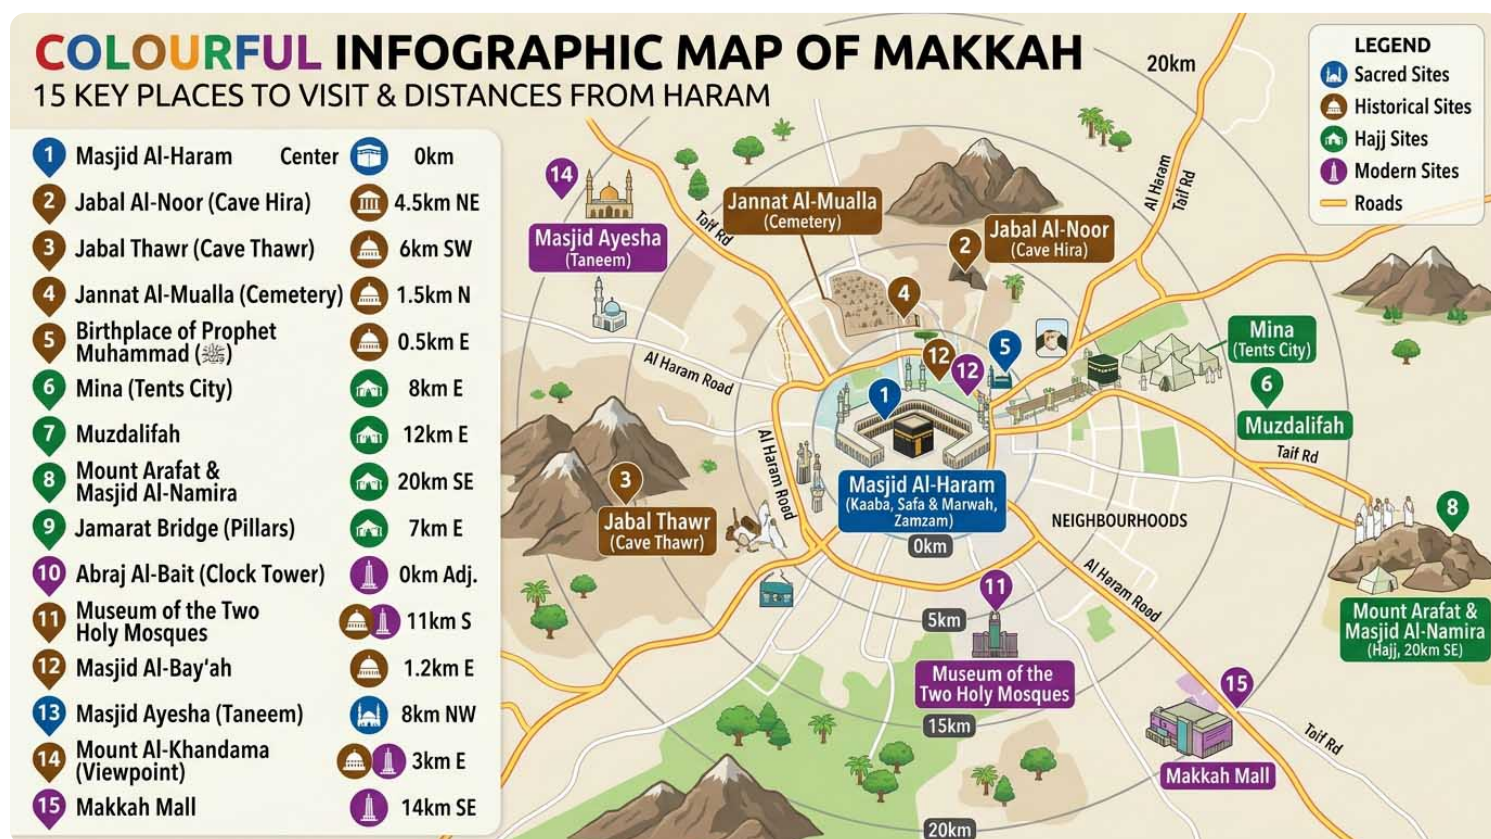 COLOURFUL INFOGRAPHIC MAP OF MAKKAH
15 KEY PLACES TO VISIT & DISTANCES FROM HARAM
1 Masjid Al-Haram Center 0km
2 Jabal Al-Noor (Cave Hira) 4.5km NE
3 Jabal Thawr (Cave Thawr) 6km SW
4 Jannat Al-Mualla (Cemetery) 1.5km N
5 Birthplace of Prophet
Muhammad (ﷺ) 0.5km E
6 Mina (Tents City) 8km E
7 Muzdalifah 12km E
8 Mount Arafat &
Masjid Al-Namira 20km SE
9 Jamarat Bridge (Pillars) 7km E
10 Abraj Al-Bait (Clock Tower) 0km Adj.
11 Museum of the Two
Holy Mosques 11km S
12 Masjid Al-Bay'ah 1.2km E
13 Masjid Ayesha (Taneem) 8km NW
14 Mount Al-Khandama
(Viewpoint) 3km E
15 Makkah Mall 14km SE
LEGEND
Sacred Sites
Historical Sites
Hajj Sites
Modern Sites
Roads
20km
Al Haram
Taif Rd
14
Masjid Ayesha
(Taneem)
Taif Rd
Jannat Al-Mualla
(Cemetery)
2
Jabal Al-Noor
(Cave Hira)
4
Al Haram Road
12
12
5
1
Mina
(Tents City)
6
Muzdalifah
Taif Rd
Al Haram Road
3
Jabal Thawr
(Cave Thawr)
Masjid Al-Haram
(Kaaba, Safa & Marwah,
Zamzam)
0km
NEIGHBOURHOODS
8
Mount Arafat &
Masjid Al-Namira
(Hajj, 20km SE)
Al Haram Road
11
5km
Museum of the
Two Holy Mosques
15km
15
Makkah Mall
Taif Rd
20km